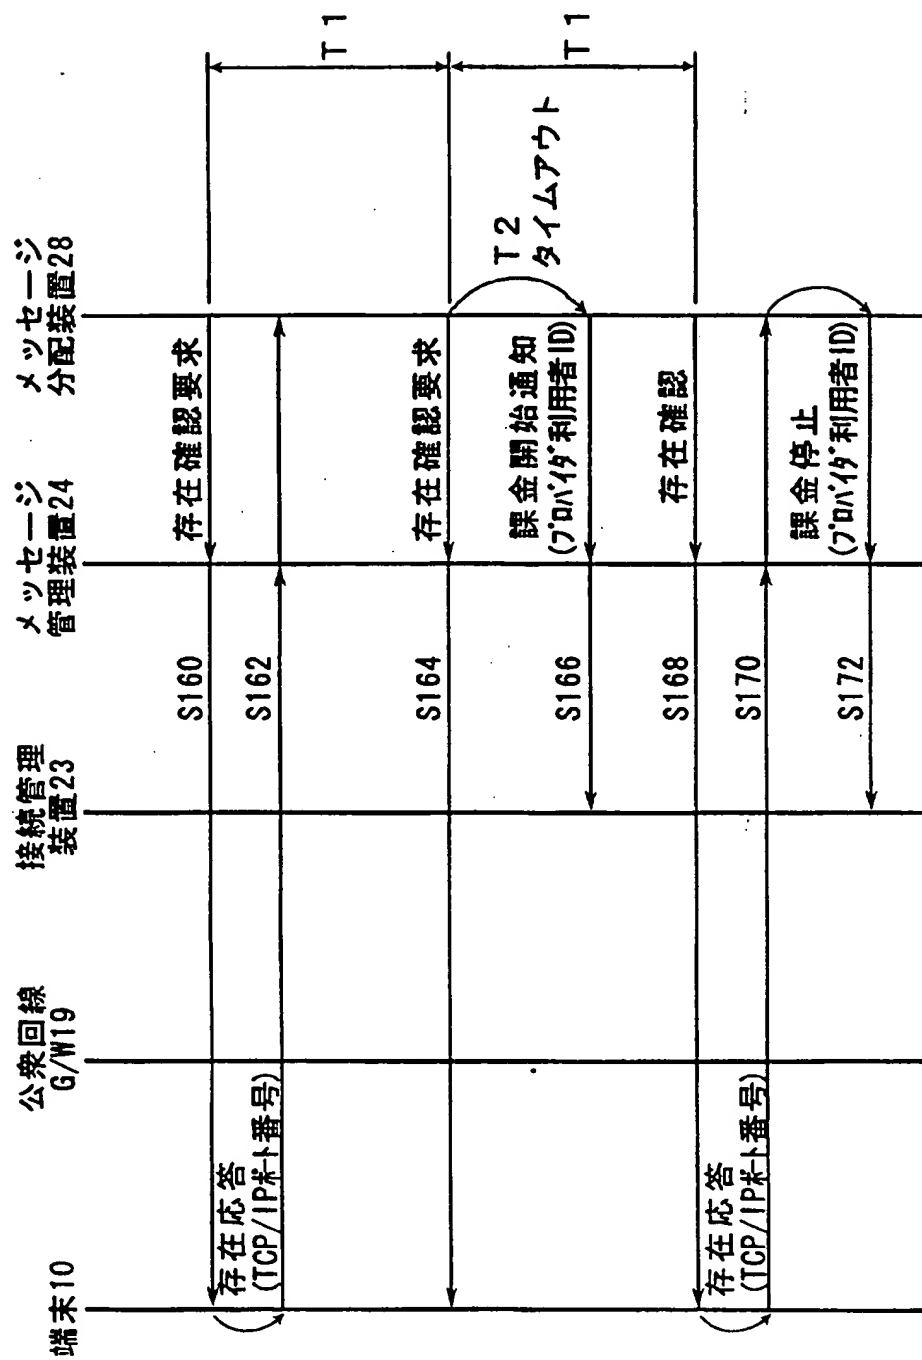 端末10
公衆回線
G/W19
接続管理
装置23
メッセージ
管理装置24
メッセージ
分配装置28
S160
存在確認要求
存在応答
(TCP/IPポート番号)
S162
T1
S164
存在確認要求
T2
タイムアウト
S166
課金開始通知
(プロバイダ利用者ID)
T1
S168
存在確認
存在応答
(TCP/IPポート番号)
S170
S172
課金停止
(プロバイダ利用者ID)